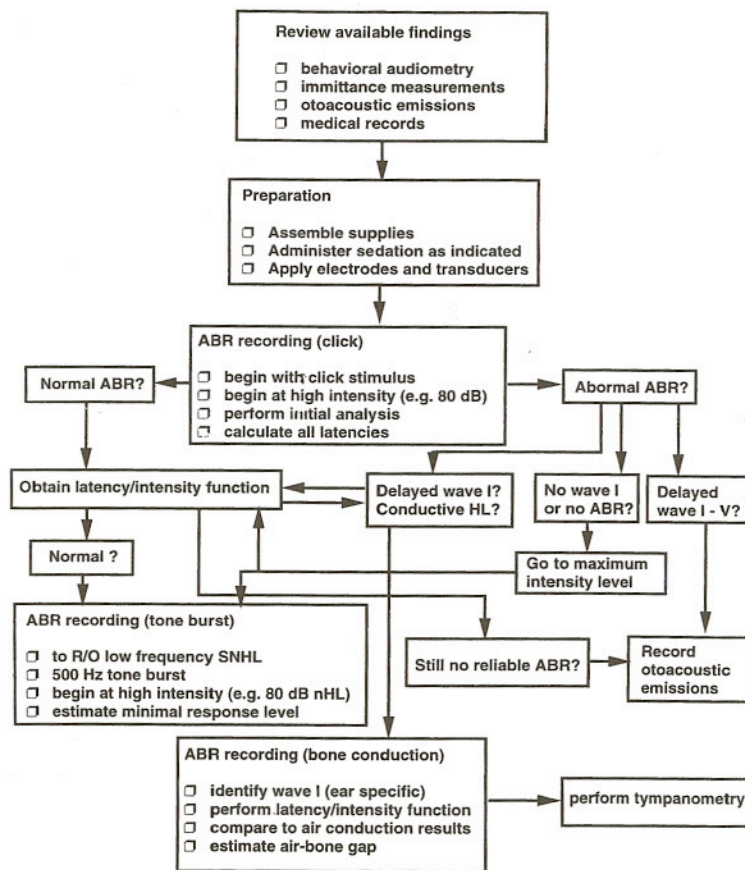 Review available findings
❐ behavioral audiometry
❐ immittance measurements
❐ otoacoustic emissions
❐ medical records
Preparation
❐ Assemble supplies
❐ Administer sedation as indicated
❐ Apply electrodes and transducers
ABR recording (click)
❐ begin with click stimulus
❐ begin at high intensity (e.g. 80 dB)
❐ perform initial analysis
❐ calculate all latencies
Normal ABR?
Abormal ABR?
Obtain latency/intensity function
Delayed wave I?
Conductive HL?
No wave I
or no ABR?
Delayed
wave I - V?
Normal ?
Go to maximum
intensity level
ABR recording (tone burst)
❐ to R/O low frequency SNHL
❐ 500 Hz tone burst
❐ begin at high intensity (e.g. 80 dB nHL)
❐ estimate minimal response level
Still no reliable ABR?
Record
otoacoustic
emissions
ABR recording (bone conduction)
❐ identify wave I (ear specific)
❐ perform latency/intensity function
❐ compare to air conduction results
❐ estimate air-bone gap
perform tympanometry